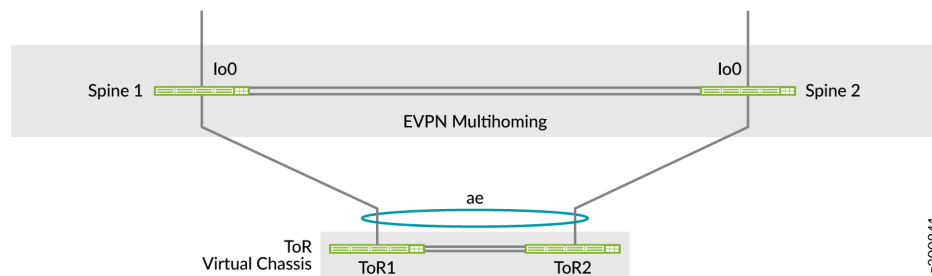 lo0
lo0
Spine 1
Spine 2
EVPN Multihoming
ae
ToR
Virtual Chassis
ToR1
ToR2